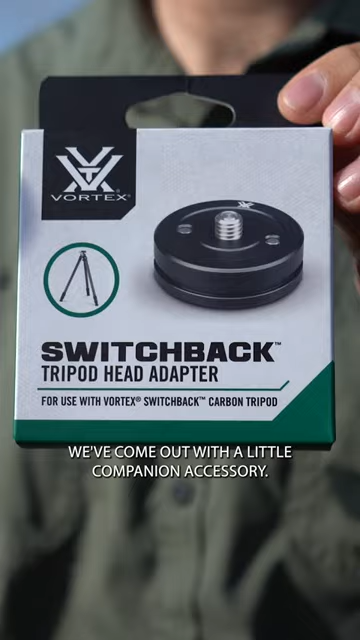 VORTEX®
SWITCHBACK™
TRIPOD HEAD ADAPTER
FOR USE WITH VORTEX® SWITCHBACK™ CARBON TRIPOD
WE'VE COME OUT WITH A LITTLE
COMPANION ACCESSORY.